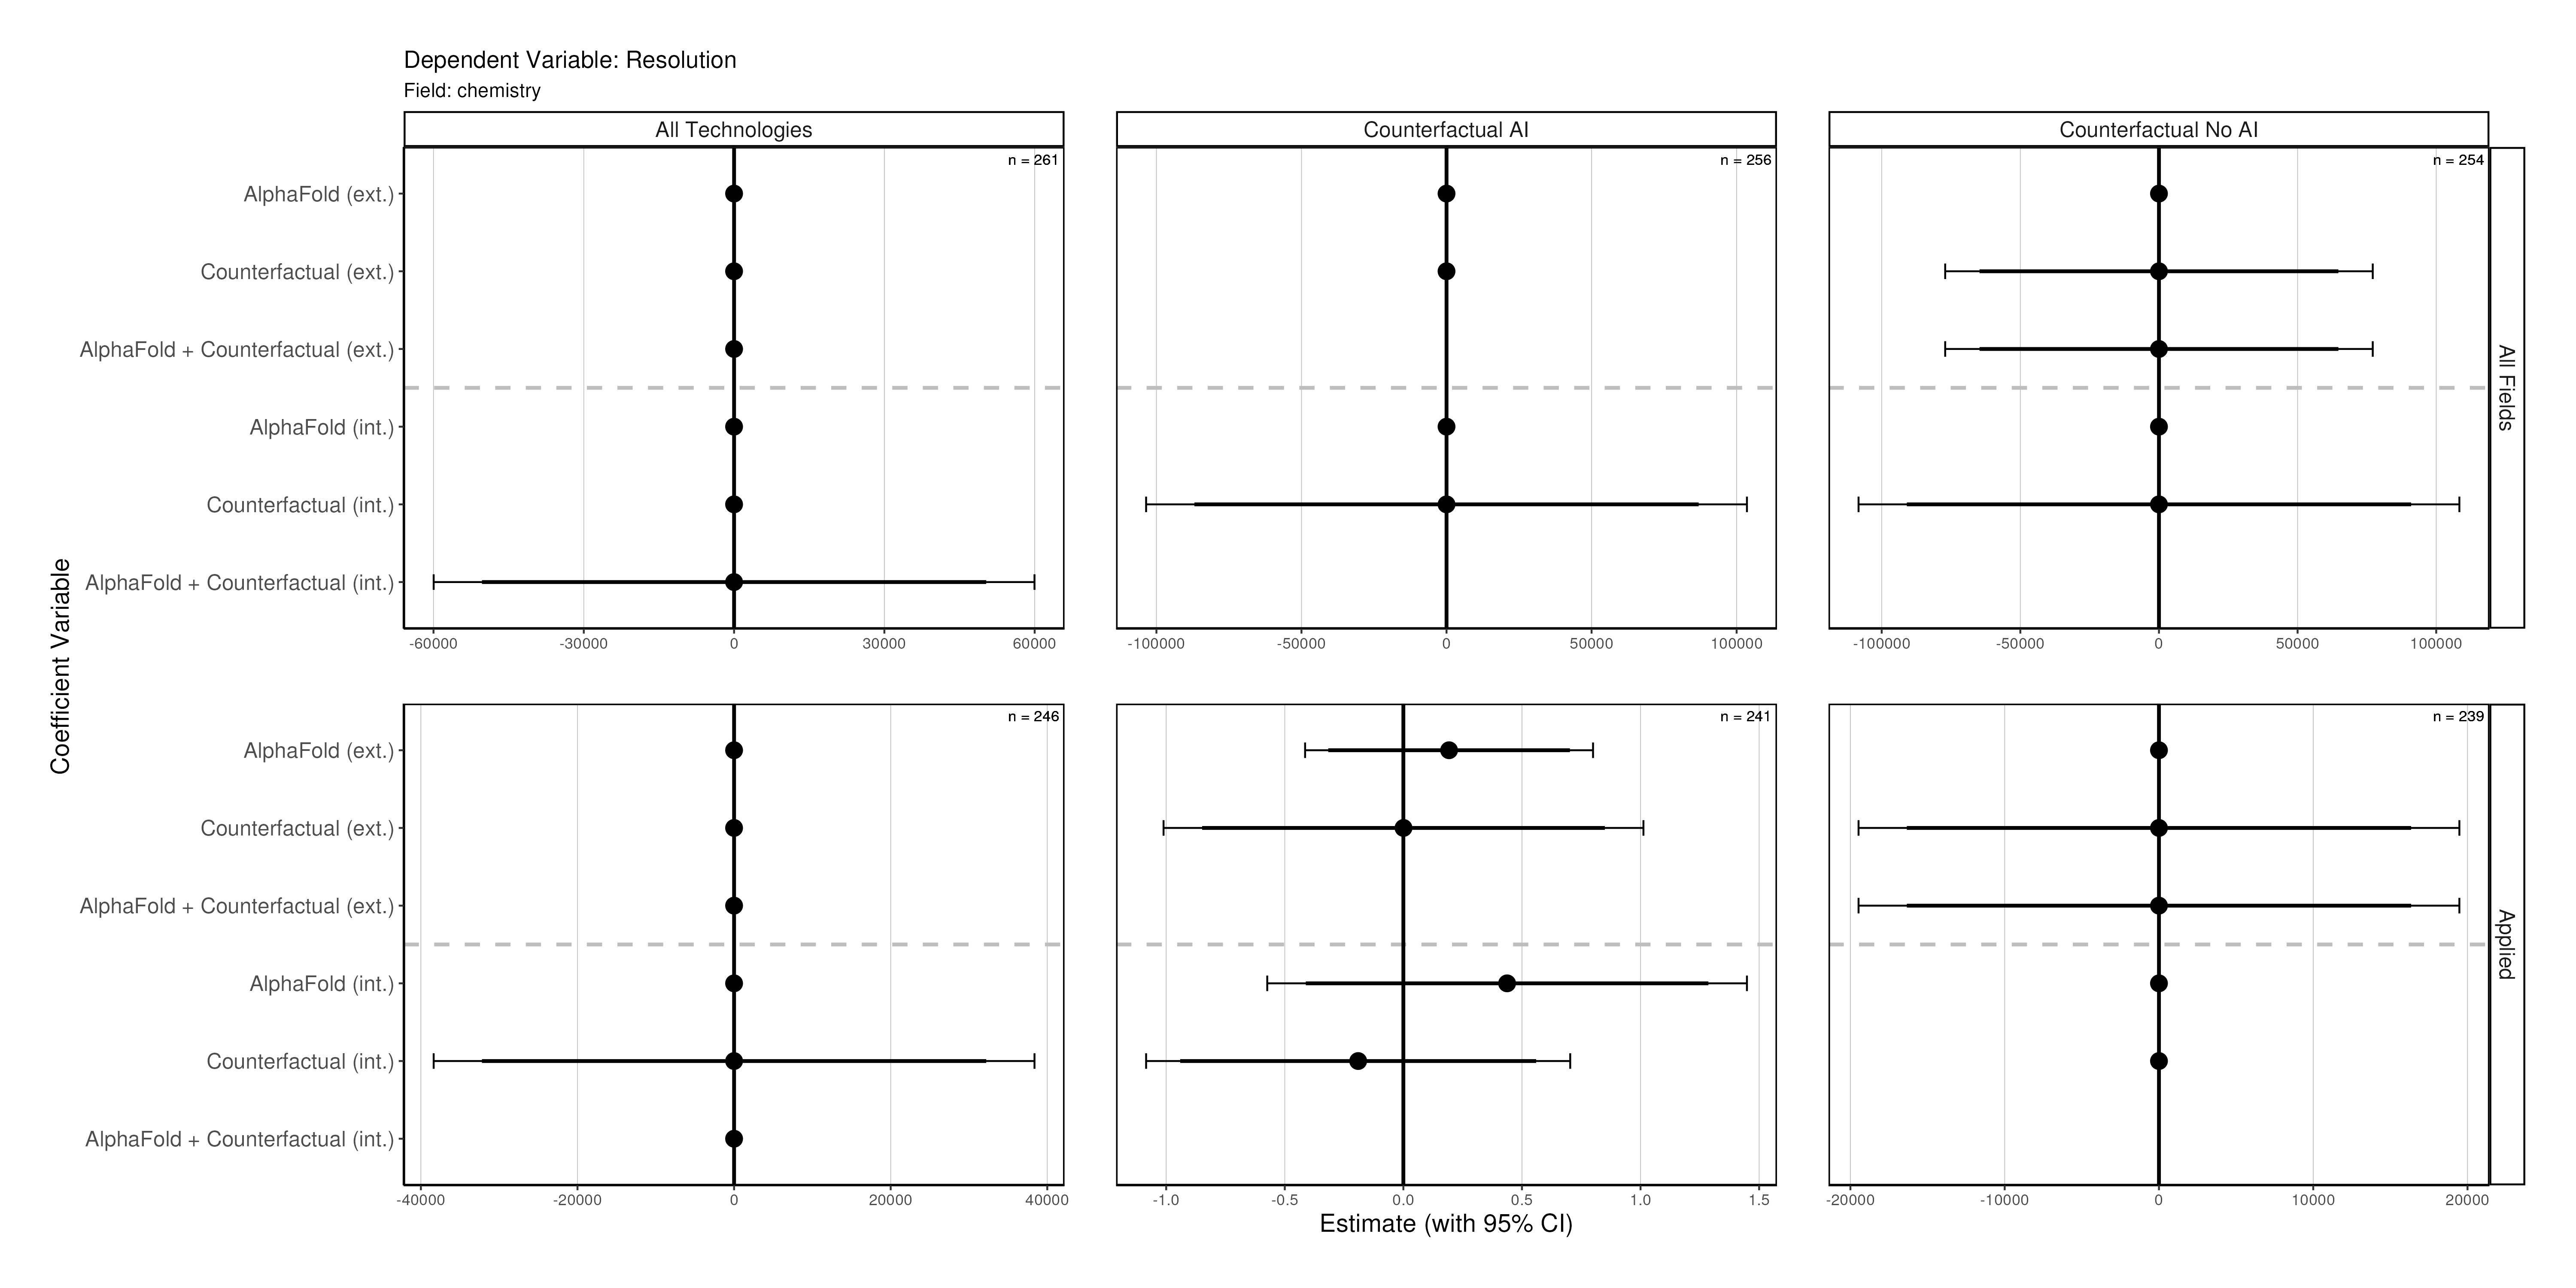 Dependent Variable: Resolution
Field: chemistry
All Technologies
Counterfactual AI
Counterfactual No AI
n = 261
n = 256
n = 254
AlphaFold (ext.)
Counterfactual (ext.)
AlphaFold + Counterfactual (ext.)
AlphaFold (int.)
Counterfactual (int.)
AlphaFold + Counterfactual (int.)
All Fields
-60000 -30000 0 30000 60000
-100000 -50000 0 50000 100000
-100000 -50000 0 50000 100000
Coefficient Variable
n = 246
n = 241
n = 239
AlphaFold (ext.)
Counterfactual (ext.)
AlphaFold + Counterfactual (ext.)
AlphaFold (int.)
Counterfactual (int.)
AlphaFold + Counterfactual (int.)
Applied
-40000 -20000 0 20000 40000
-1.0 -0.5 0.0 0.5 1.0 1.5
-20000 -10000 0 10000 20000
Estimate (with 95% CI)